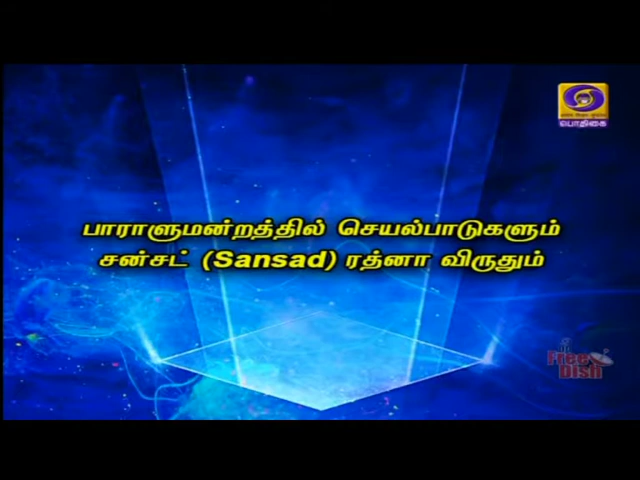 பொதிகை
பாராளுமன்றத்தில் செயல்பாடுகளும்
சன்சட் (Sansad) ரத்னா விருதும்
Free
Dish